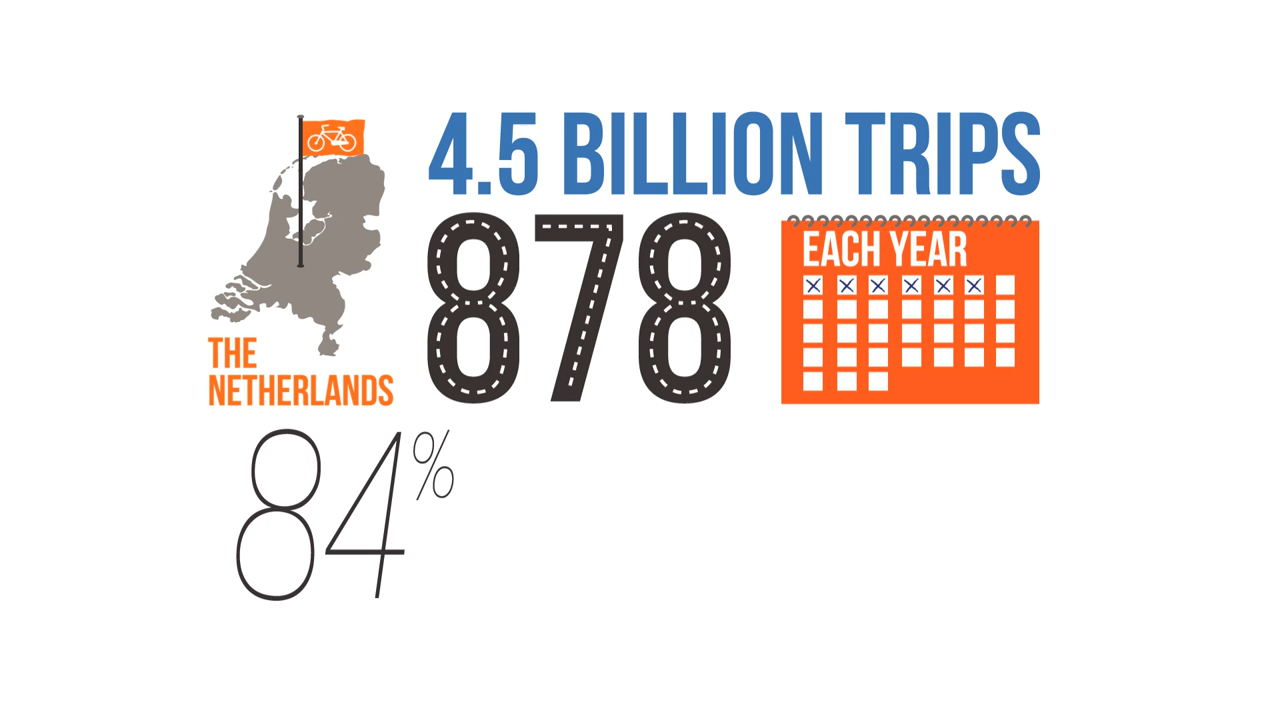 4.5 BILLION TRIPS
878
EACH YEAR
THE
NETHERLANDS
84%